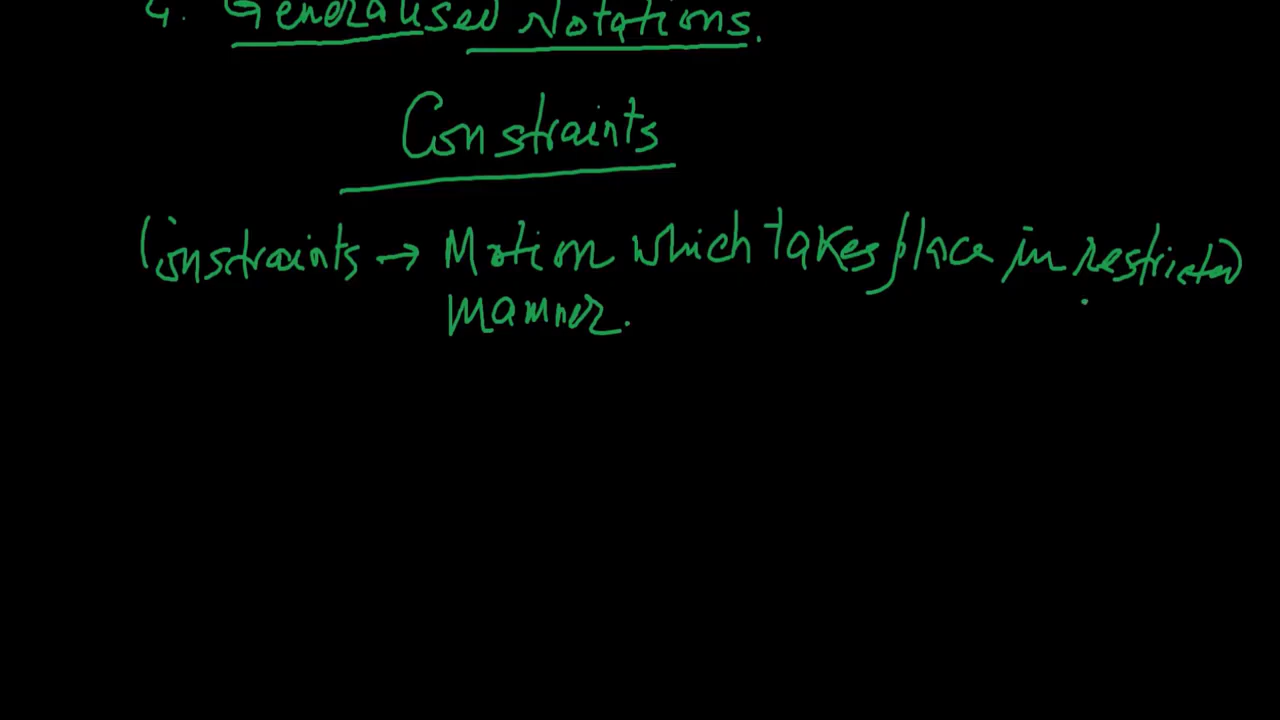 4. Generalised Notations.
Constraints
Constraints → Motion which takes place in restricted
manner.